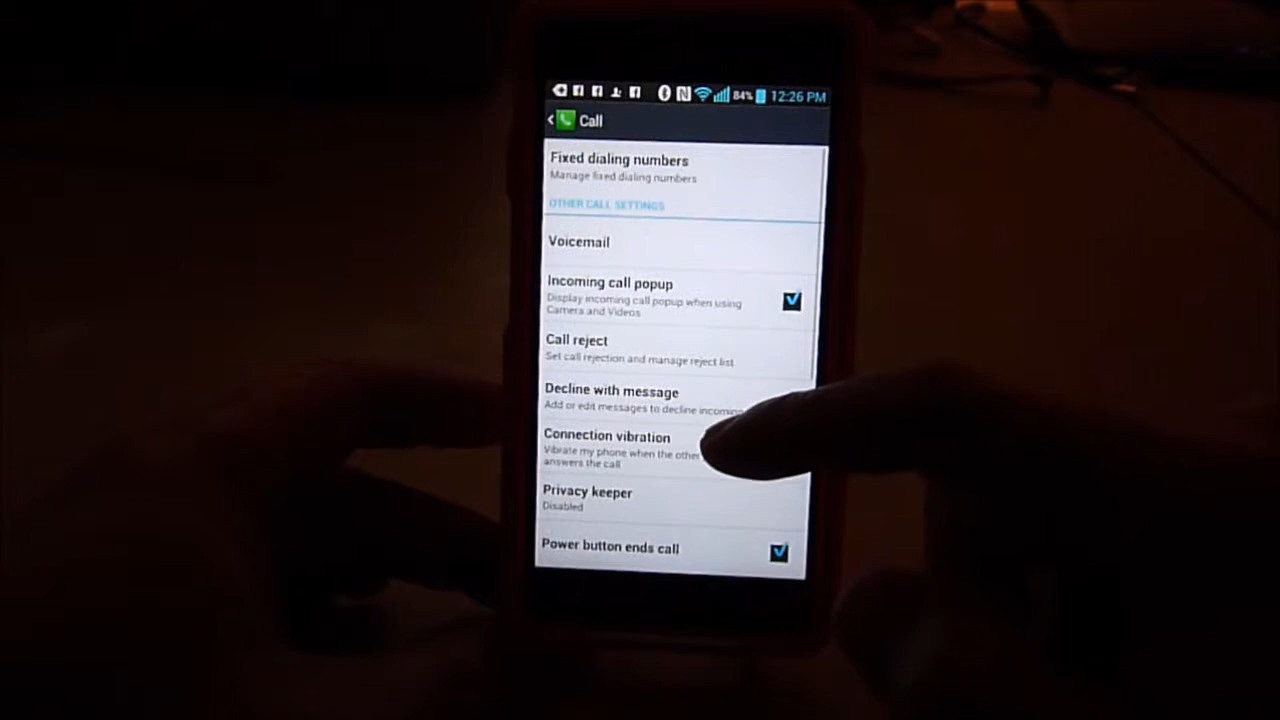 84% 12:26 PM
Call
Fixed dialing numbers
Manage fixed dialing numbers
OTHER CALL SETTINGS
Voicemail
Incoming call popup
Display incoming call popup when using
Camera and Videos
Call reject
Set call rejection and manage reject list
Decline with message
Add or edit messages to decline incoming
Connection vibration
Vibrate my phone when the other
answers the call
Privacy keeper
Disabled
Power button ends call